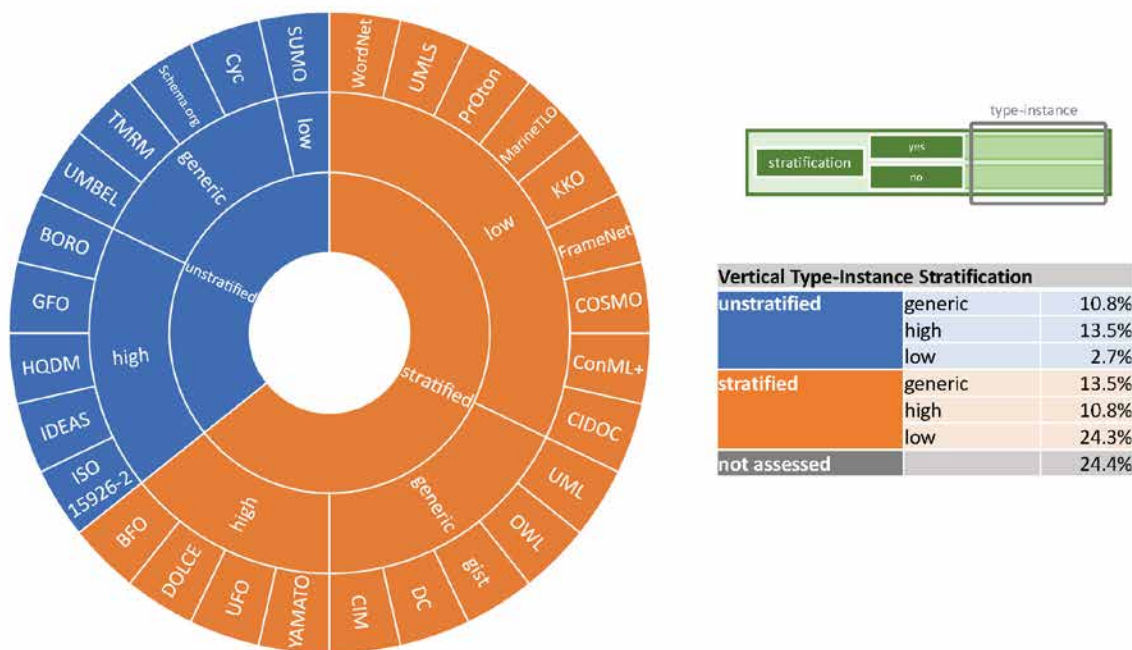 WordNet
UMLS
PrOton
MarineTLO
KKO
FrameNet
COSMO
ConML+
CIDOC
UML
OWL
gist
DC
CIM
YAMATO
UFO
DOLCE
BFO
ISO
15926-2
IDEAS
HQDM
GFO
BORO
UMBEL
TMRM
Schema.org
Cyc
SUMO
low
generic
high
low
generic
high
unstratified
stratified
type-instance
stratification
yes
no
Vertical Type-Instance Stratification
unstratified generic 10.8%
high 13.5%
low 2.7%
stratified generic 13.5%
high 10.8%
low 24.3%
not assessed 24.4%